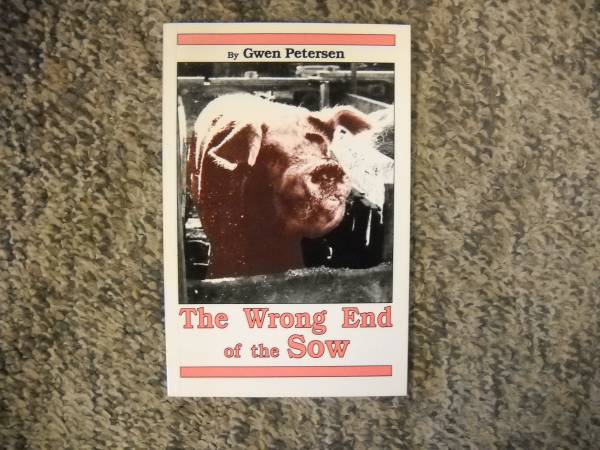 By Gwen Petersen
The Wrong End
of the Sow